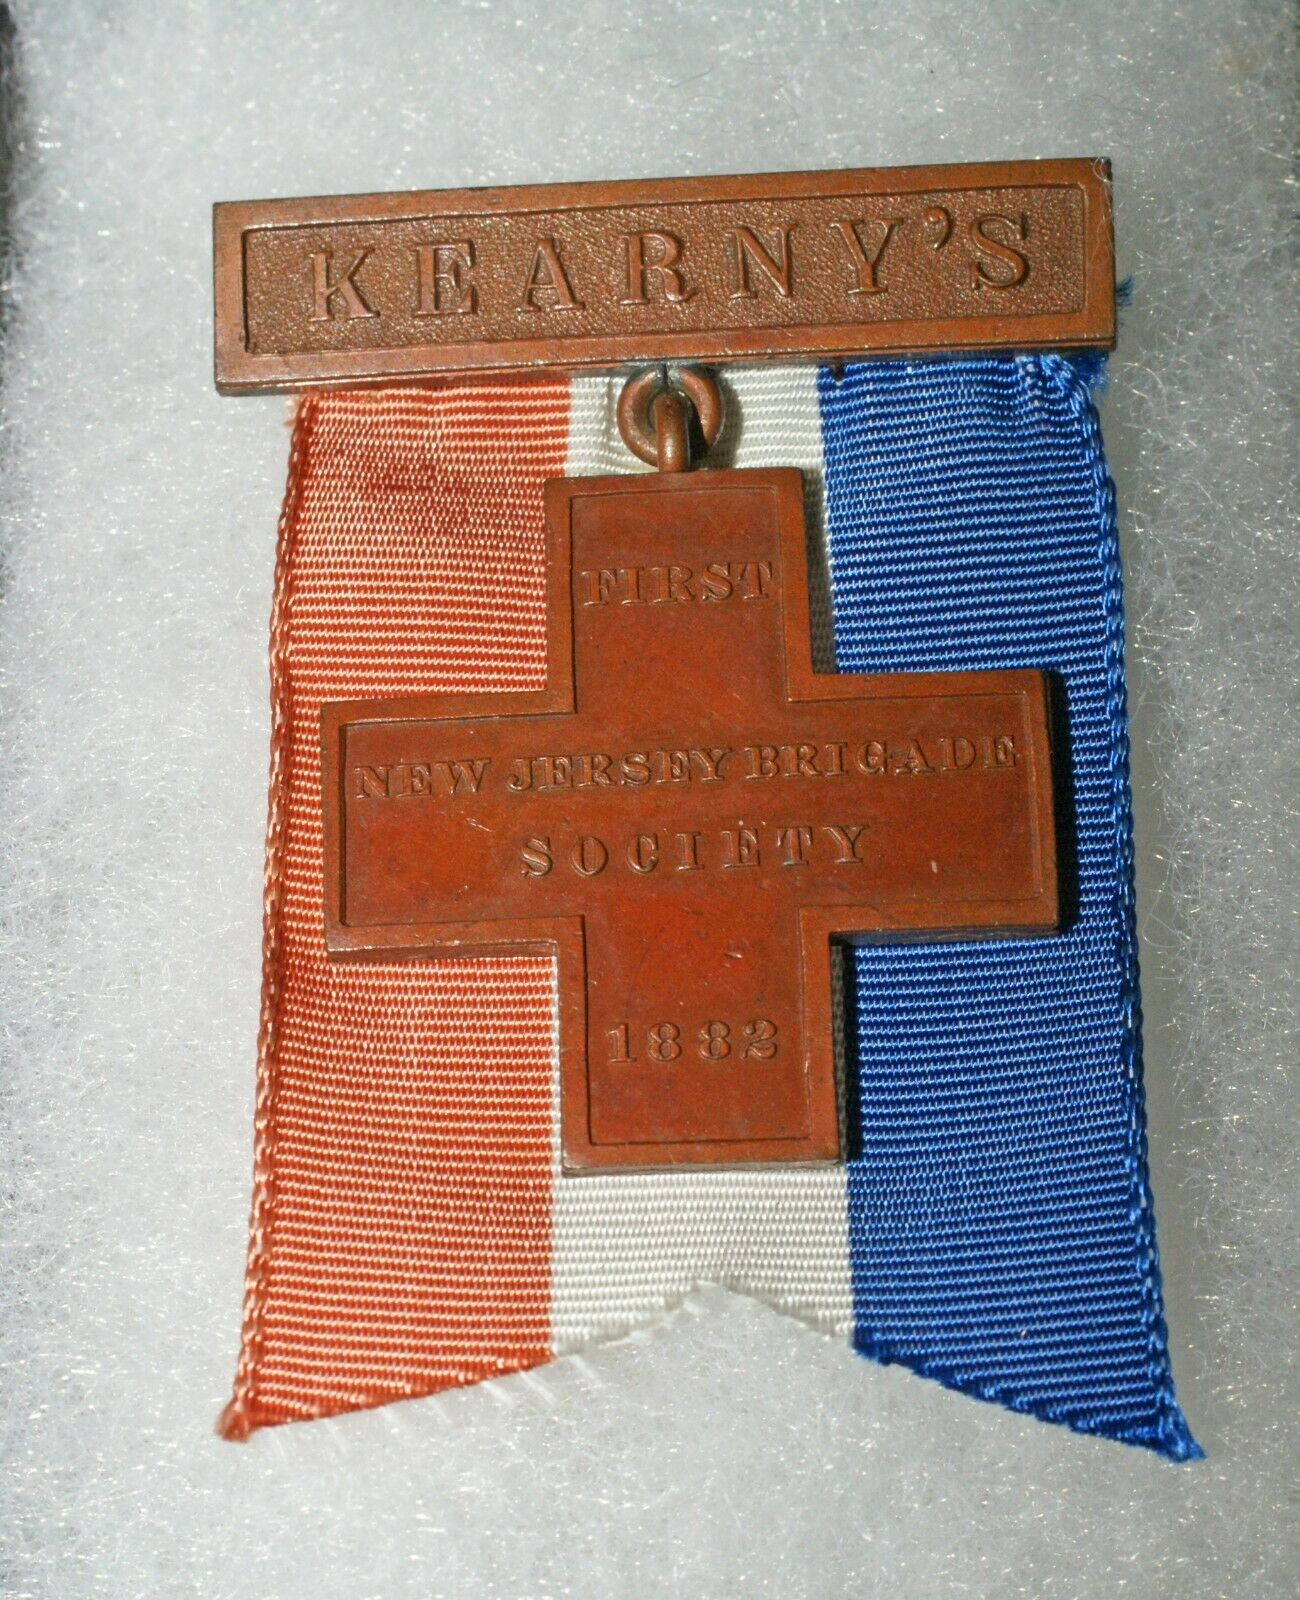 KEARNY'S
FIRST
NEW JERSEY BRIGADE
SOCIETY
1882